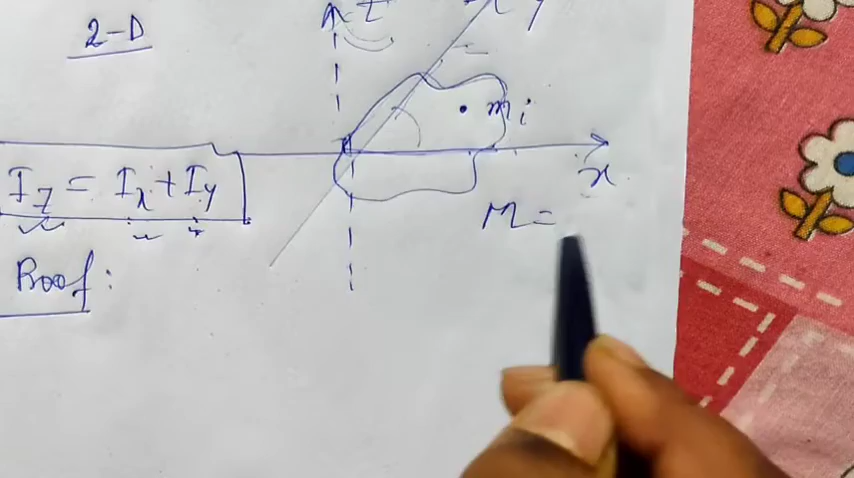 2-D
z
y
mi
x
Iz = Ix + Iy
M =
Proof: